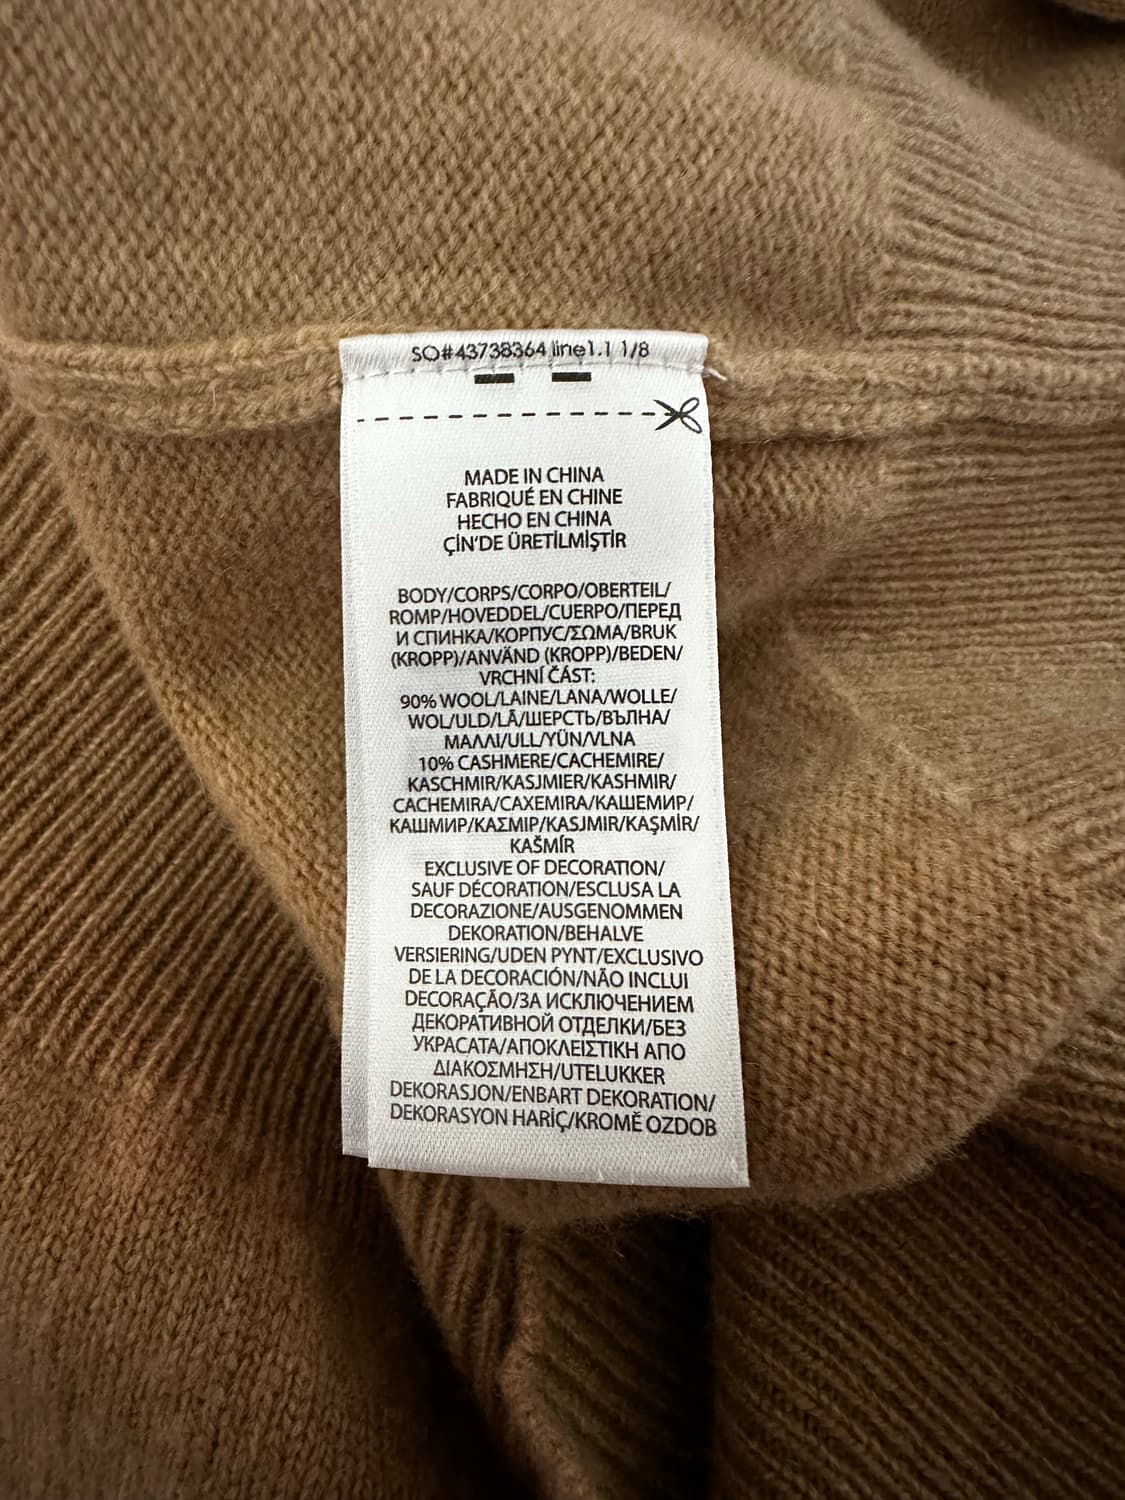 SO#43738364 line1.1 1/8
MADE IN CHINA
FABRIQUÉ EN CHINE
HECHO EN CHINA
ÇİN'DE ÜRETİLMİŞTİR
BODY/CORPS/CORPO/OBERTEIL/
ROMP/HOVEDDEL/CUERPO/ПЕРЕД
И СПИНКА/КОРПУС/ΣΩΜΑ/BRUK
(KROPP)/ANVÄND (KROPP)/BEDEN/
VRCHNÍ ČÁST:
90% WOOL/LAINE/LANA/WOLLE/
WOL/ULD/LÃ/ШЕРСТЬ/ВЪЛНА/
ΜΑΛΛΙ/ULL/YÜN/VLNA
10% CASHMERE/CACHEMIRE/
KASCHMIR/KASJMIER/KASHMIR/
CACHEMIRA/CAXEMIRA/КАШЕМИР/
КАШМИР/ΚΑΣΜΙΡ/KASJMIR/KAŞMİR/
KAŠMÍR
EXCLUSIVE OF DECORATION/
SAUF DÉCORATION/ESCLUSA LA
DECORAZIONE/AUSGENOMMEN
DEKORATION/BEHALVE
VERSIERING/UDEN PYNT/EXCLUSIVO
DE LA DECORACIÓN/NÃO INCLUI
DECORAÇÃO/ЗА ИСКЛЮЧЕНИЕМ
ДЕКОРАТИВНОЙ ОТДЕЛКИ/БЕЗ
УКРАСАТА/ΑΠΟΚΛΕΙΣΤΙΚΗ ΑΠΟ
ΔΙΑΚΟΣΜΗΣΗ/UTELUKKER
DEKORASJON/ENBART DEKORATION/
DEKORASYON HARİÇ/KROMĚ OZDOB